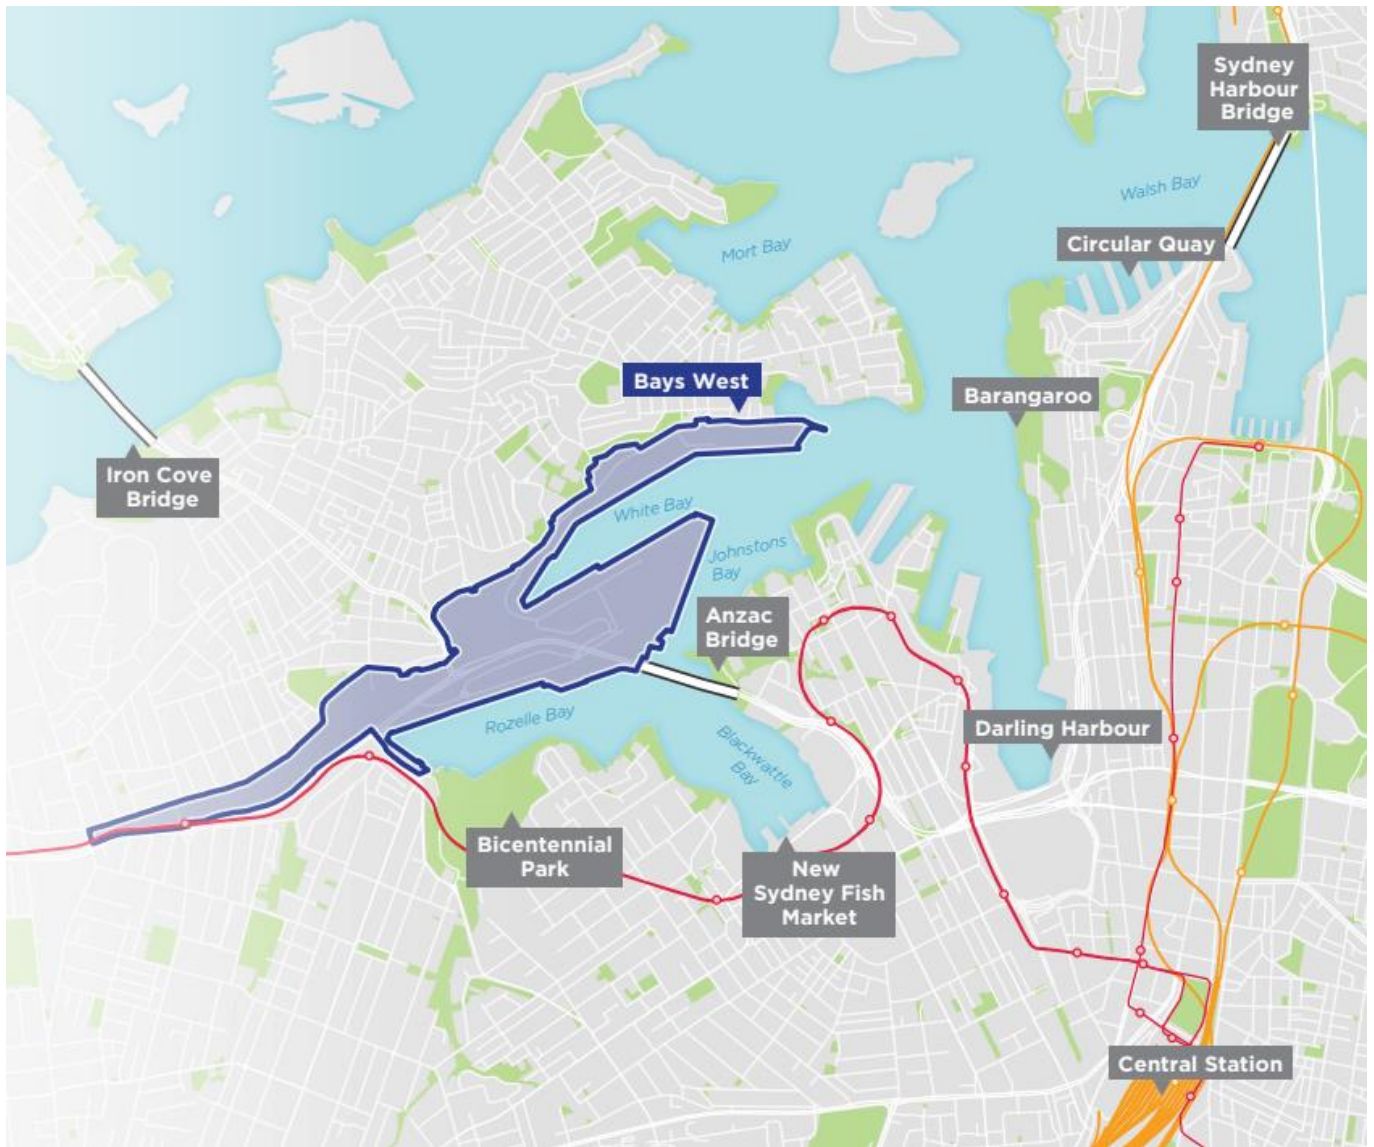 Sydney
Harbour
Bridge
Walsh Bay
Circular Quay
Mort Bay
Bays West
Barangaroo
Iron Cove
Bridge
White Bay
Johnstons
Bay
Anzac
Bridge
Rozelle Bay
Blackwattle
Bay
Darling Harbour
Bicentennial
Park
New
Sydney Fish
Market
Central Station